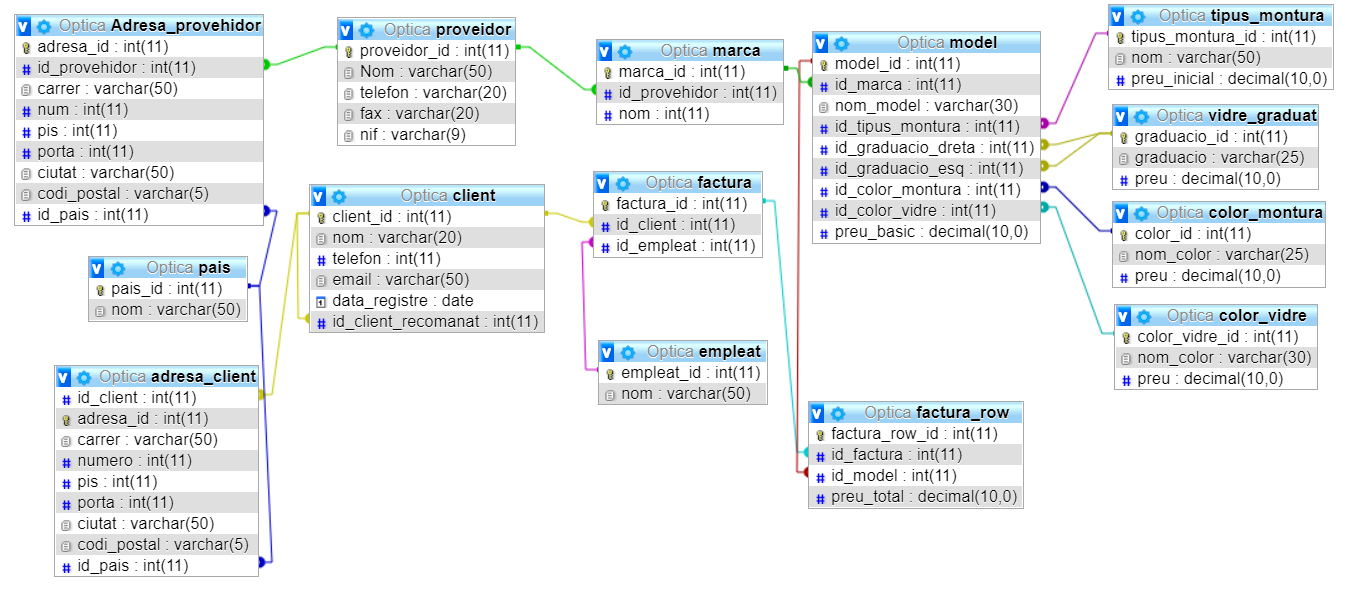 Optica Adresa_provehidor
adresa_id : int(11)
id_provehidor : int(11)
carrer : varchar(50)
num : int(11)
pis : int(11)
porta : int(11)
ciutat : varchar(50)
codi_postal : varchar(5)
id_pais : int(11)
Optica proveidor
proveidor_id : int(11)
Nom : varchar(50)
telefon : varchar(20)
fax : varchar(20)
nif : varchar(9)
Optica marca
marca_id : int(11)
id_provehidor : int(11)
nom : int(11)
Optica model
model_id : int(11)
id_marca : int(11)
nom_model : varchar(30)
id_tipus_montura : int(11)
id_graduacio_dreta : int(11)
id_graduacio_esq : int(11)
id_color_montura : int(11)
id_color_vidre : int(11)
preu_basic : decimal(10,0)
Optica tipus_montura
tipus_montura_id : int(11)
nom : varchar(50)
preu_inicial : decimal(10,0)
Optica vidre_graduat
graduacio_id : int(11)
graduacio : varchar(25)
preu : decimal(10,0)
Optica color_montura
color_id : int(11)
nom_color : varchar(25)
preu : decimal(10,0)
Optica color_vidre
color_vidre_id : int(11)
nom_color : varchar(30)
preu : decimal(10,0)
Optica client
client_id : int(11)
nom : varchar(20)
telefon : int(11)
email : varchar(50)
data_registre : date
id_client_recomanat : int(11)
Optica factura
factura_id : int(11)
id_client : int(11)
id_empleat : int(11)
Optica pais
pais_id : int(11)
nom : varchar(50)
Optica empleat
empleat_id : int(11)
nom : varchar(50)
Optica adresa_client
id_client : int(11)
adresa_id : int(11)
carrer : varchar(50)
numero : int(11)
pis : int(11)
porta : int(11)
ciutat : varchar(50)
codi_postal : varchar(5)
id_pais : int(11)
Optica factura_row
factura_row_id : int(11)
id_factura : int(11)
id_model : int(11)
preu_total : decimal(10,0)